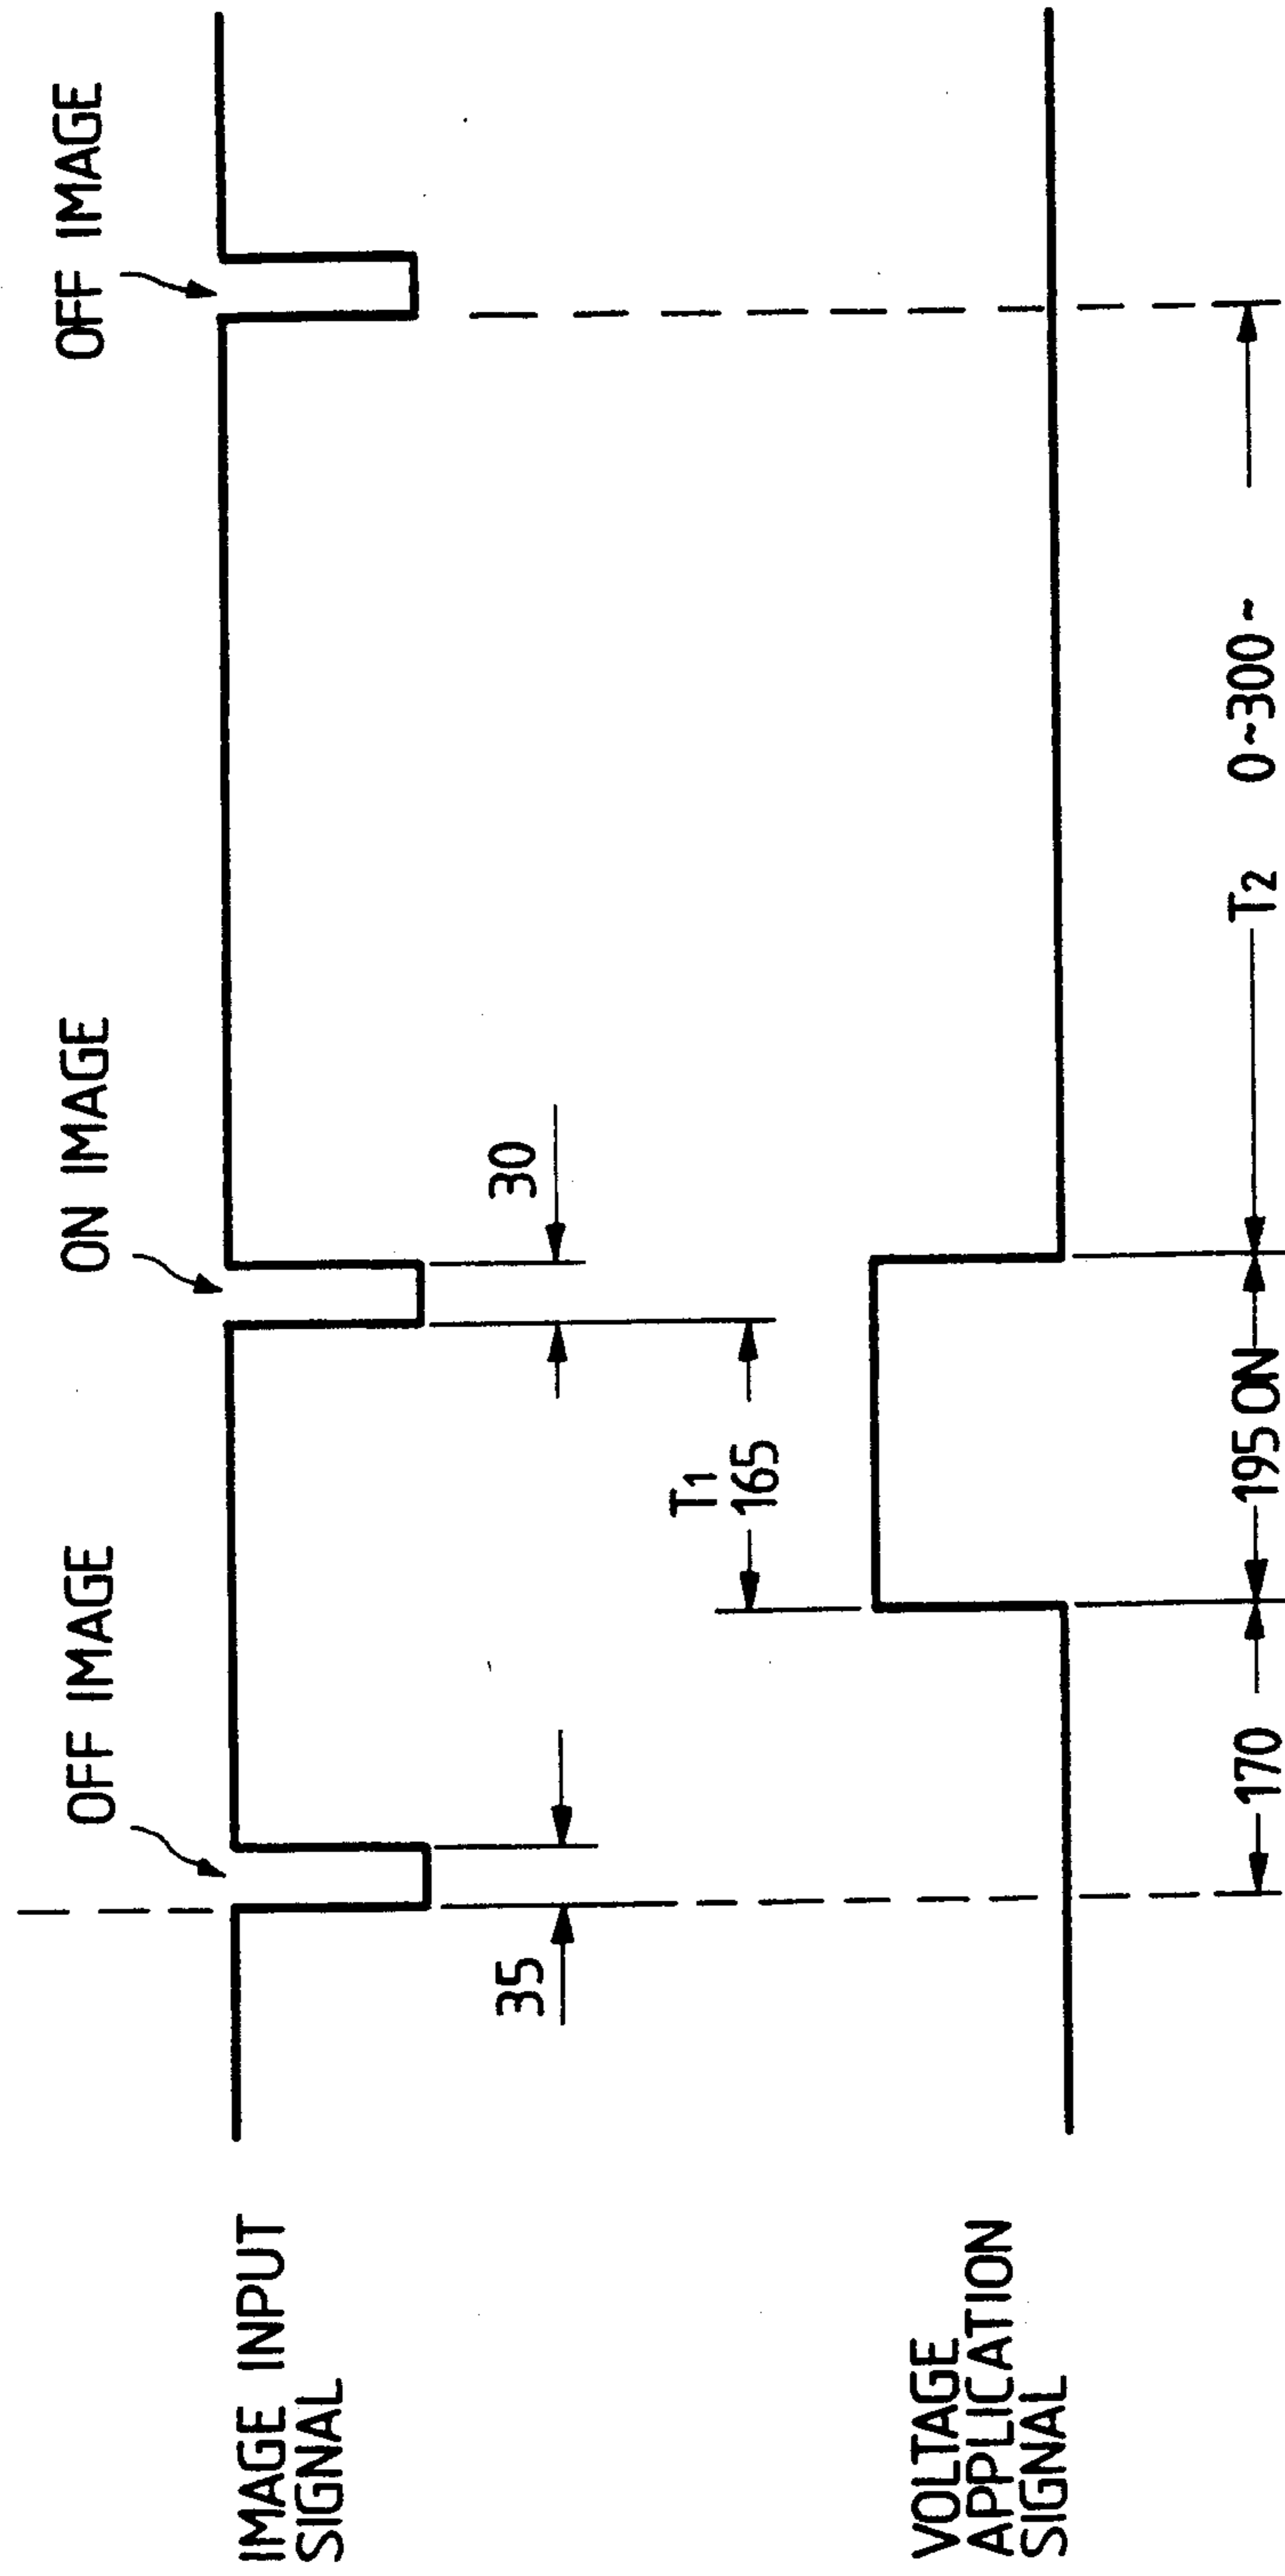 OFF IMAGE
ON IMAGE
OFF IMAGE
IMAGE INPUT
SIGNAL
35
30
T1
165
VOLTAGE
APPLICATION
SIGNAL
170
195 ON
T2 0~300~